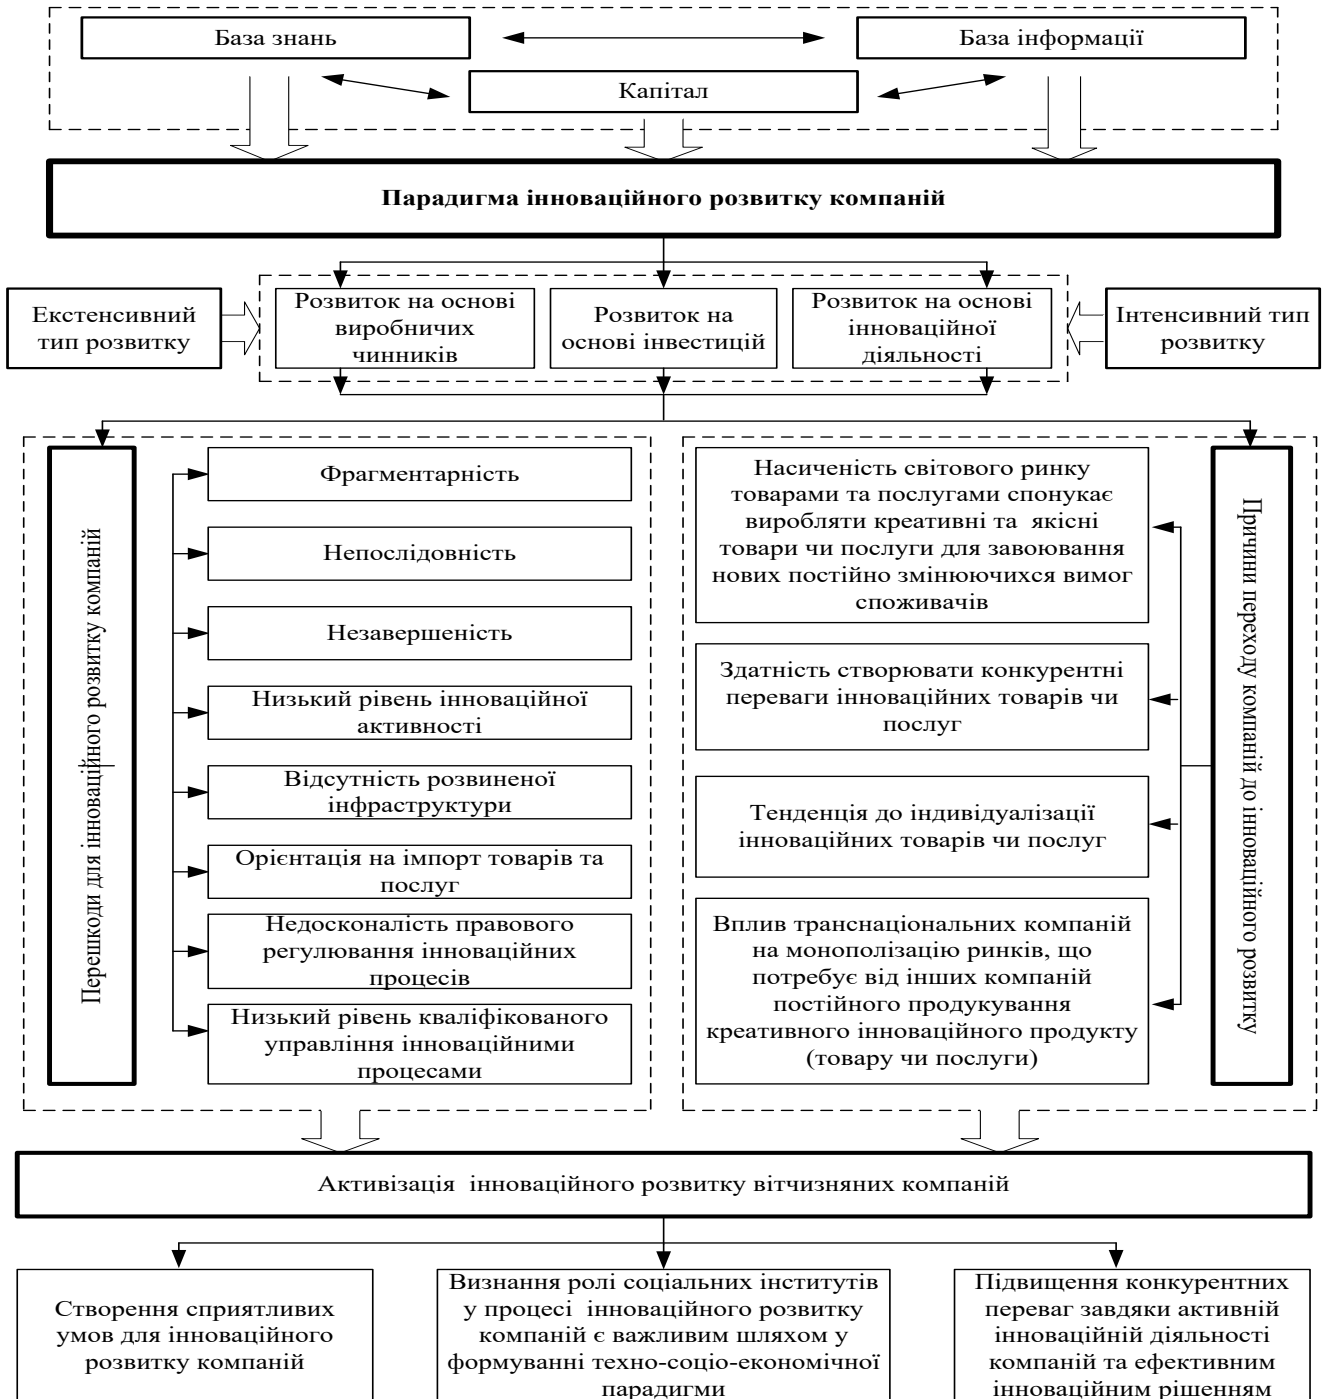 База знань
База інформації
Капітал
Парадигма інноваційного розвитку компаній
Екстенсивний
тип розвитку
Розвиток на основі
виробничих
чинників
Розвиток на
основі інвестицій
Розвиток на основі
інноваційної
діяльності
Інтенсивний тип
розвитку
Перешкоди для інноваційного розвитку компаній
Фрагментарність
Непослідовність
Незавершеність
Низький рівень інноваційної
активності
Відсутність розвиненої
інфраструктури
Орієнтація на імпорт товарів та
послуг
Недосконалість правового
регулювання інноваційних
процесів
Низький рівень кваліфікованого
управління інноваційними
процесами
Насиченість світового ринку
товарами та послугами спонукає
виробляти креативні та якісні
товари чи послуги для завоювання
нових постійно змінюючихся вимог
споживачів
Здатність створювати конкурентні
переваги інноваційних товарів чи
послуг
Тенденція до індивідуалізації
інноваційних товарів чи послуг
Вплив транснаціональних компаній
на монополізацію ринків, що
потребує від інших компаній
постійного продукування
креативного інноваційного продукту
(товару чи послуги)
Причини переходу компаній до інноваційного розвитку
Активізація інноваційного розвитку вітчизняних компаній
Створення сприятливих
умов для інноваційного
розвитку компаній
Визнання ролі соціальних інститутів
у процесі інноваційного розвитку
компаній є важливим шляхом у
формуванні техно-соціо-економічної
парадигми
Підвищення конкурентних
переваг завдяки активній
інноваційній діяльності
компаній та ефективним
інноваційним рішенням